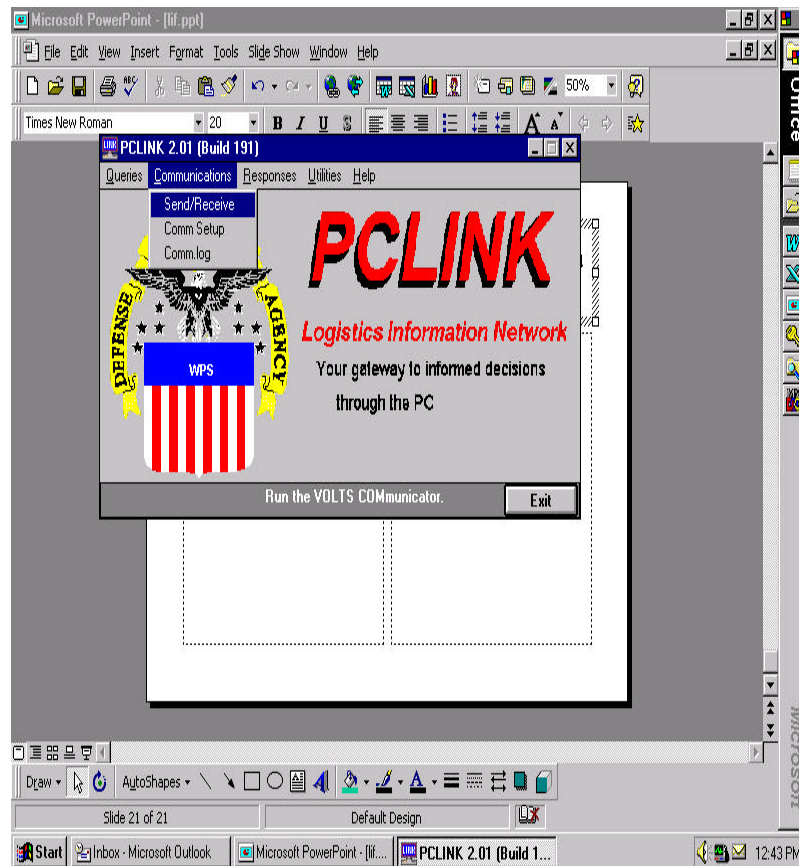 Microsoft PowerPoint - [lif.ppt]
File Edit View Insert Format Tools Slide Show Window Help
50%
Times New Roman 20 B I U S A A
PCLINK 2.01 (Build 191)
Queries Communications Responses Utilities Help
Send/Receive
Comm Setup
Comm.log
DEFENSE AGENCY
WPS
PCLINK
Logistics Information Network
Your gateway to informed decisions
through the PC
Run the VOLTS COMmunicator.
Exit
Draw AutoShapes A A
Slide 21 of 21 Default Design
Start Inbox - Microsoft Outlook Microsoft PowerPoint - [lif.... PCLINK 2.01 (Build 1... 12:43 PM
Office
Microsoft